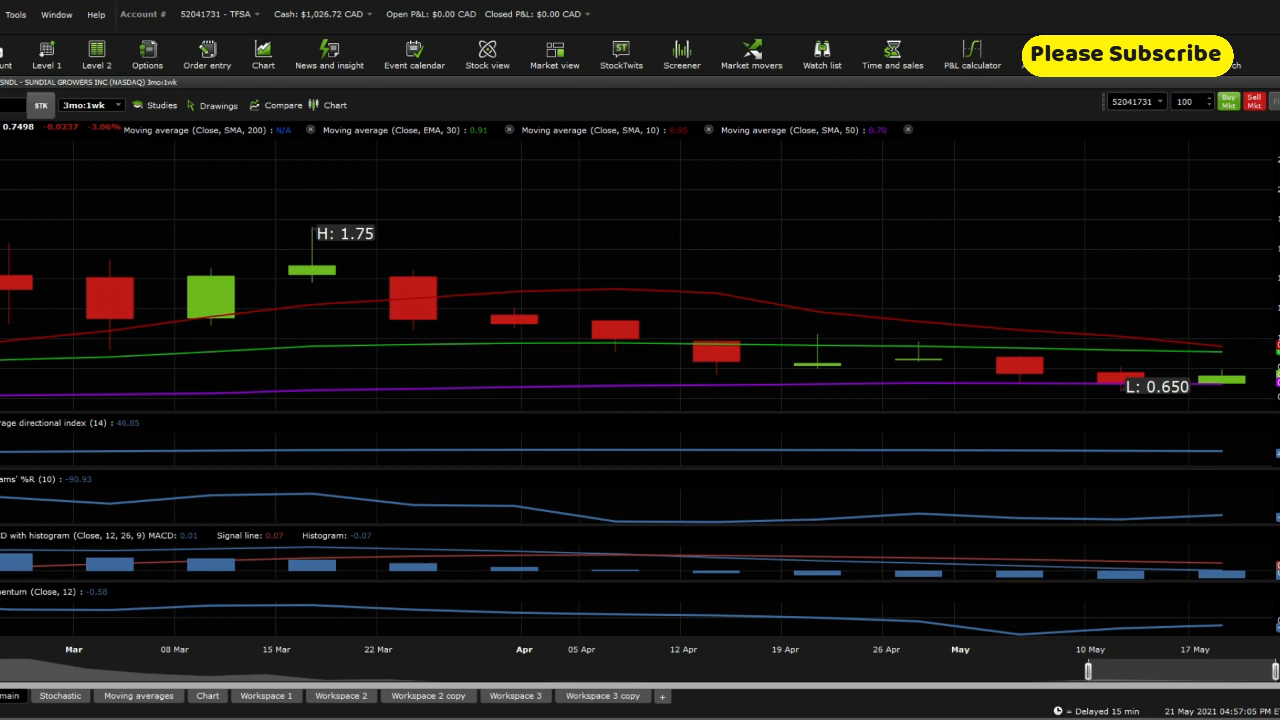 Tools Window Help Account # 52041731 - TFSA Cash: $1,026.72 CAD Open P&L: $0.00 CAD Closed P&L: $0.00 CAD
Level 1 Level 2 Options Order entry Chart News and insight Event calendar Stock view Market view StockTwits Screener Market movers Watch list Time and sales P&L calculator
Please Subscribe
SNDL - SUNDIAL GROWERS INC (NASDAQ) 3mo:1wk
STK 3mo:1wk Studies Drawings Compare Chart 52041731 100 Buy Mkt Sell Mkt
0.7498 -0.0237 -3.06% Moving average (Close, SMA, 200) : N/A Moving average (Close, EMA, 30) : 0.91 Moving average (Close, SMA, 10) : 0.95 Moving average (Close, SMA, 50) : 0.70
H: 1.75
L: 0.650
rage directional index (14) : 46.85
ams' %R (10) : -90.93
D with histogram (Close, 12, 26, 9) MACD: 0.01 Signal line: 0.07 Histogram: -0.07
entum (Close, 12) : -0.58
Mar 08 Mar 15 Mar 22 Mar Apr 05 Apr 12 Apr 19 Apr 26 Apr May 10 May 17 May
main Stochastic Moving averages Chart Workspace 1 Workspace 2 Workspace 2 copy Workspace 3 Workspace 3 copy +
= Delayed 15 min 21 May 2021 04:57:05 PM E